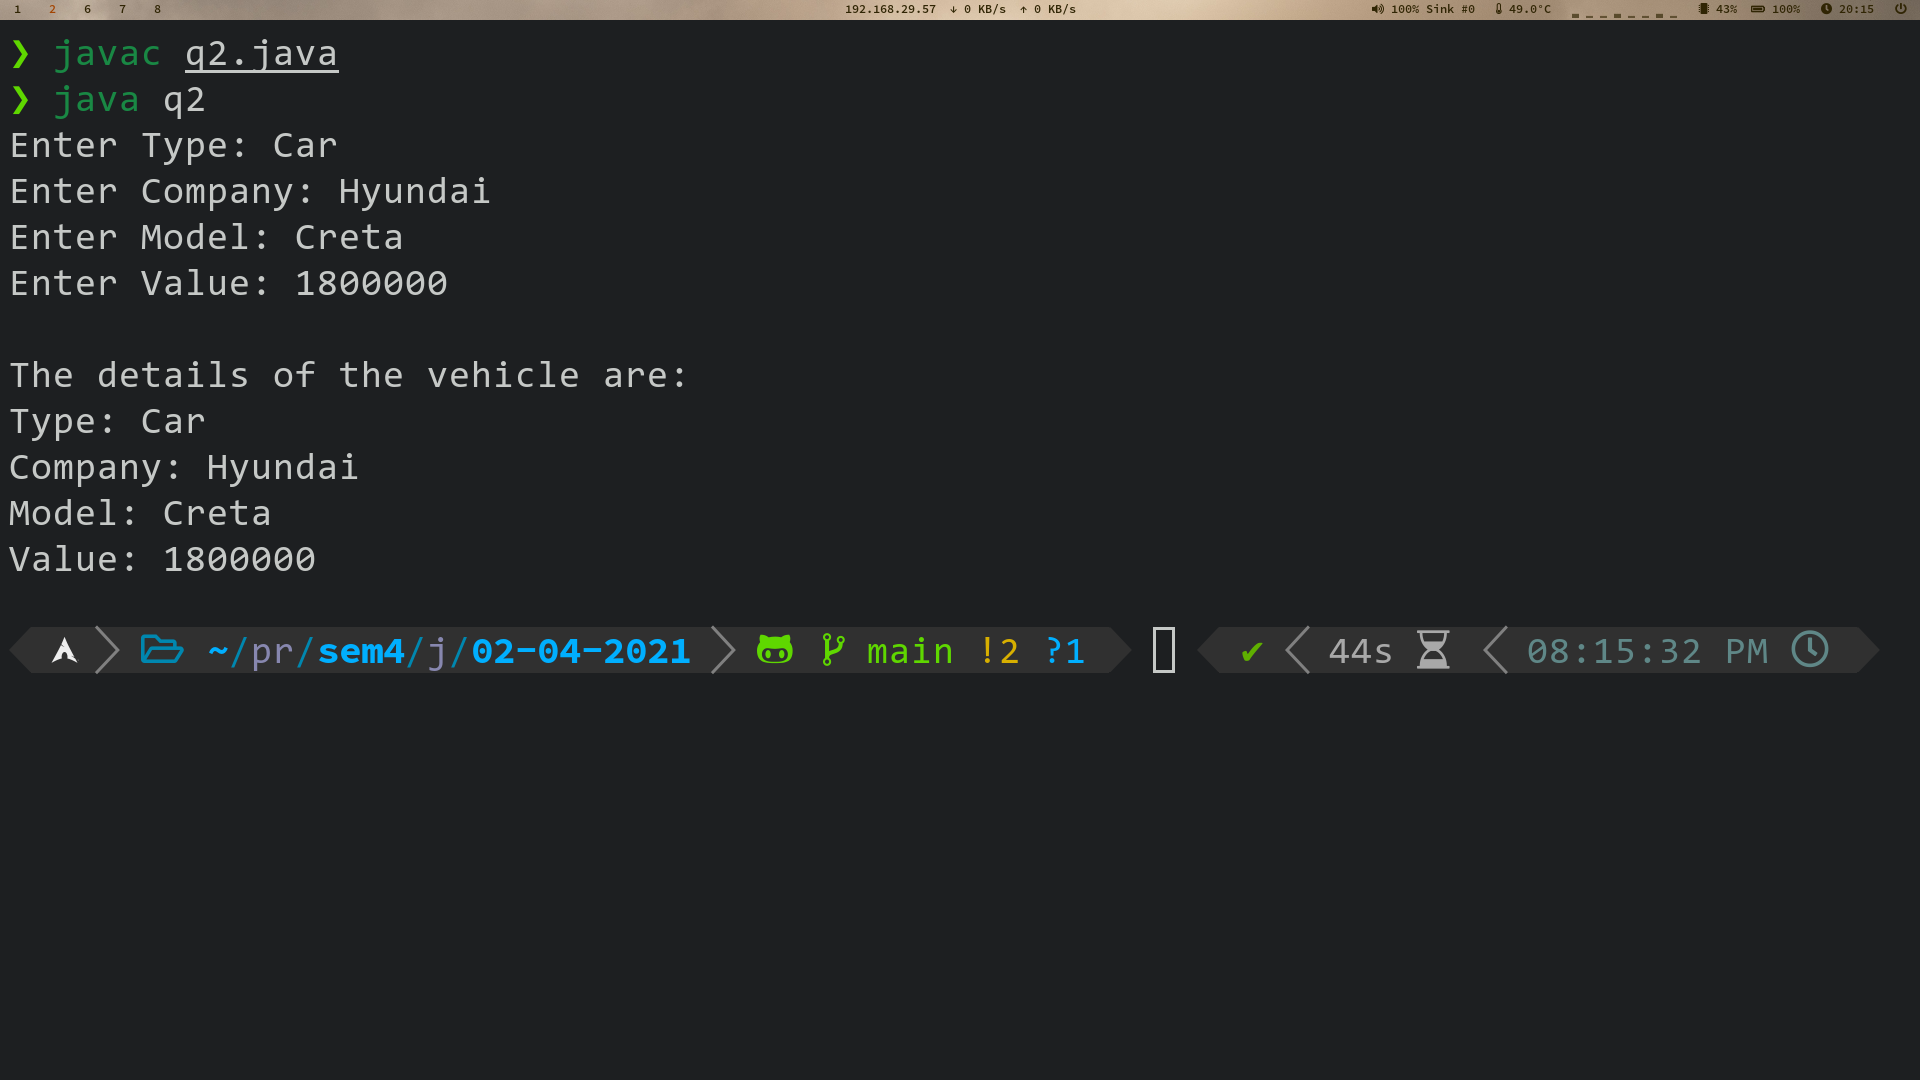 1 2 6 7 8 192.168.29.57 ↓ 0 KB/s ↑ 0 KB/s 100% Sink #0 49.0°C 43% 100% 20:15
❯ javac q2.java
❯ java q2
Enter Type: Car
Enter Company: Hyundai
Enter Model: Creta
Enter Value: 1800000
The details of the vehicle are:
Type: Car
Company: Hyundai
Model: Creta
Value: 1800000
~/pr/sem4/j/02-04-2021 main !2 ?1 ✔ 44s 08:15:32 PM